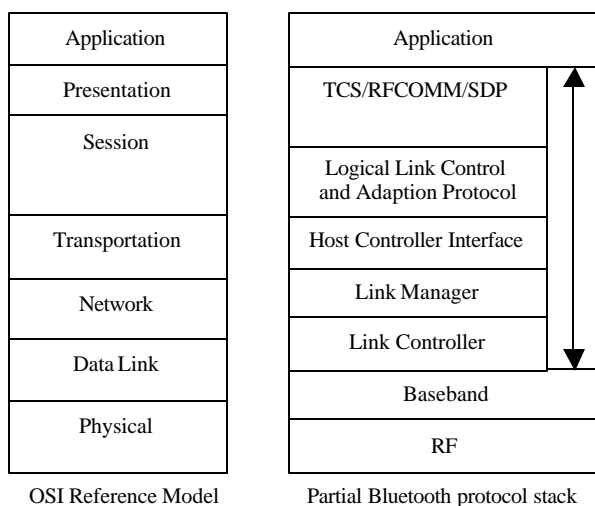 Application
Presentation
Session
Transportation
Network
Data Link
Physical
OSI Reference Model
Application
TCS/RFCOMM/SDP
Logical Link Control
and Adaption Protocol
Host Controller Interface
Link Manager
Link Controller
Baseband
RF
Partial Bluetooth protocol stack